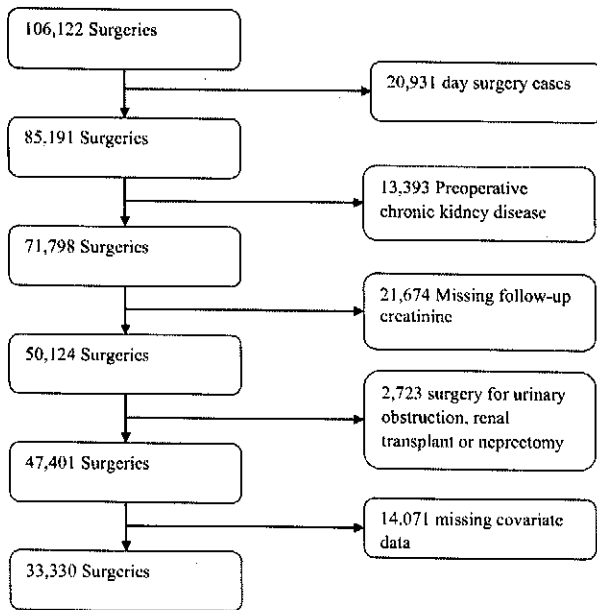 106,122 Surgeries
20,931 day surgery cases
85,191 Surgeries
13,393 Preoperative
chronic kidney disease
71,798 Surgeries
21,674 Missing follow-up
creatinine
50,124 Surgeries
2,723 surgery for urinary
obstruction, renal
transplant or neprectomy
47,401 Surgeries
14,071 missing covariate
data
33,330 Surgeries